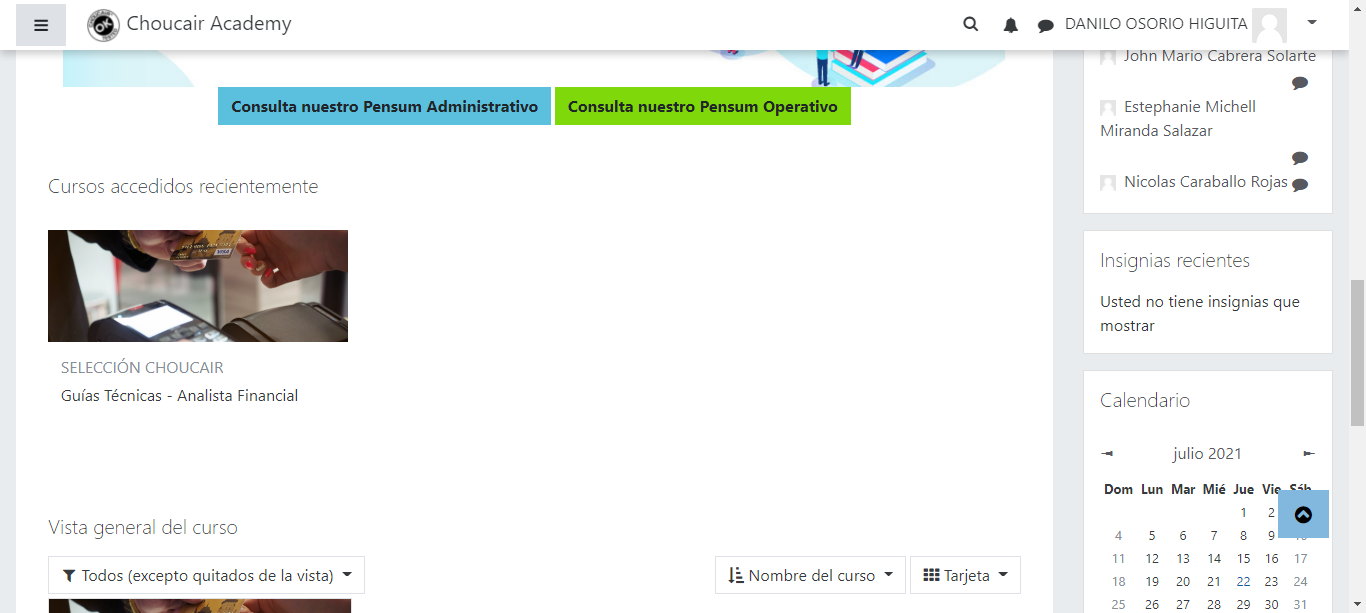 Choucair Academy
DANILO OSORIO HIGUITA
Consulta nuestro Pensum Administrativo
Consulta nuestro Pensum Operativo
Cursos accedidos recientemente
VISA
SELECCIÓN CHOUCAIR
Guías Técnicas - Analista Financial
Vista general del curso
Todos (excepto quitados de la vista)
Nombre del curso
Tarjeta
John Mario Cabrera Solarte
Estephanie Michell
Miranda Salazar
Nicolas Caraballo Rojas
Insignias recientes
Usted no tiene insignias que
mostrar
Calendario
julio 2021
Dom Lun Mar Mié Jue Vie Sáb
1 2
4 5 6 7 8 9
11 12 13 14 15 16 17
18 19 20 21 22 23 24
25 26 27 28 29 30 31